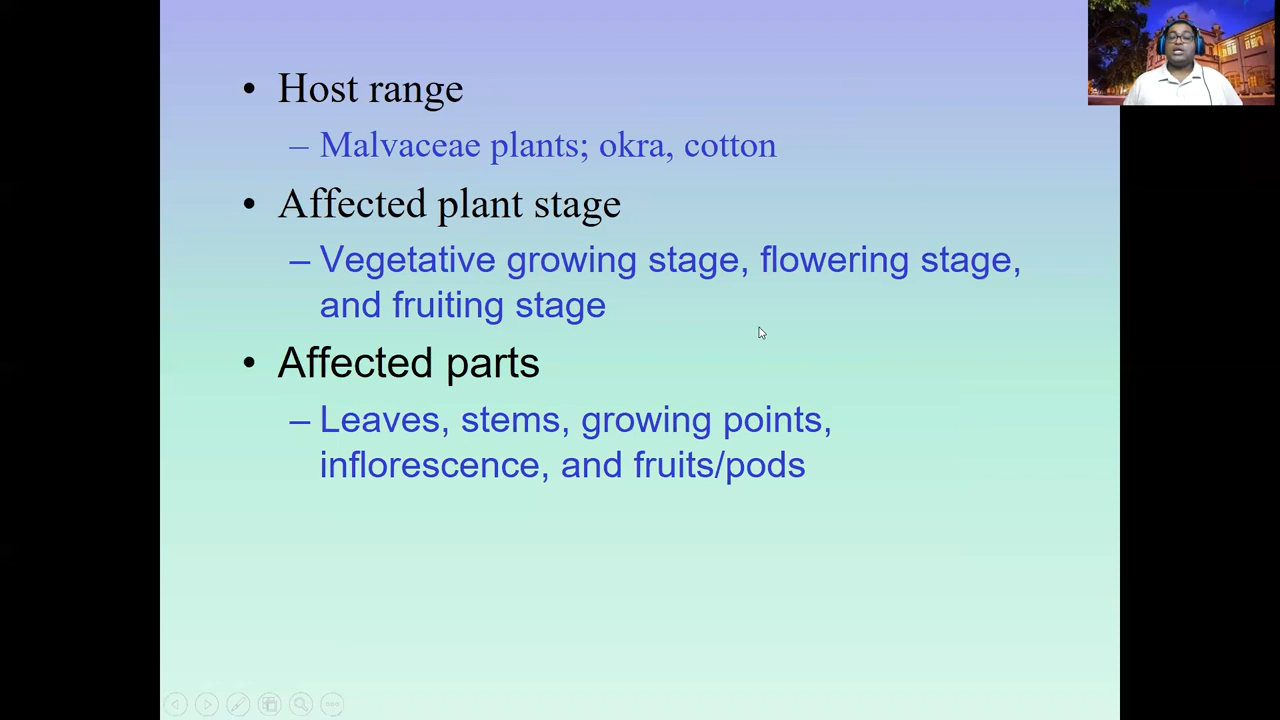 • Host range
– Malvaceae plants; okra, cotton
• Affected plant stage
– Vegetative growing stage, flowering stage,
and fruiting stage
• Affected parts
– Leaves, stems, growing points,
inflorescence, and fruits/pods